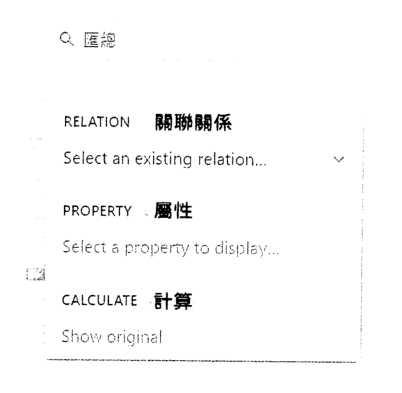 匯總
RELATION 關聯關係
Select an existing relation...
PROPERTY 屬性
Select a property to display...
CALCULATE 計算
Show original